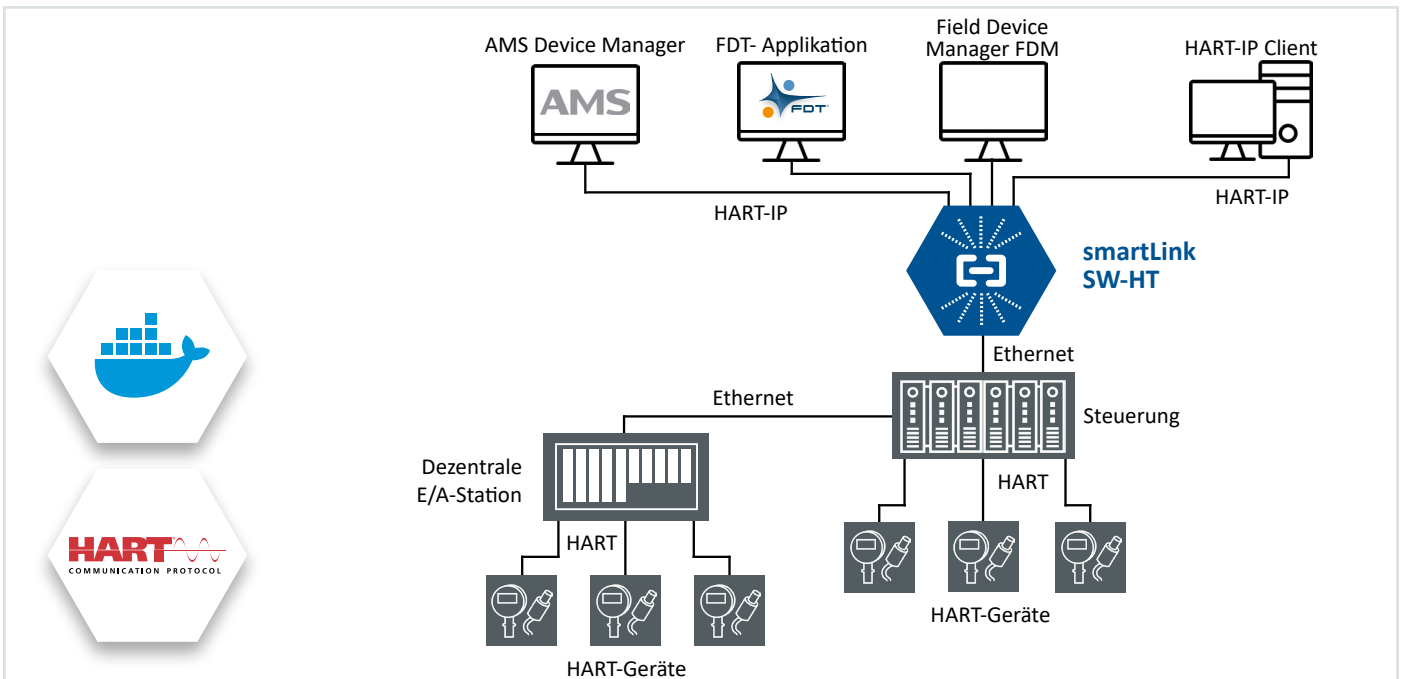 AMS Device Manager
FDT- Applikation
Field Device
Manager FDM
HART-IP Client
AMS
FDT
HART-IP
HART-IP
smartLink
SW-HT
Ethernet
Ethernet
Steuerung
Dezentrale
E/A-Station
HART
HART
HART
COMMUNICATION PROTOCOL
HART-Geräte
HART-Geräte